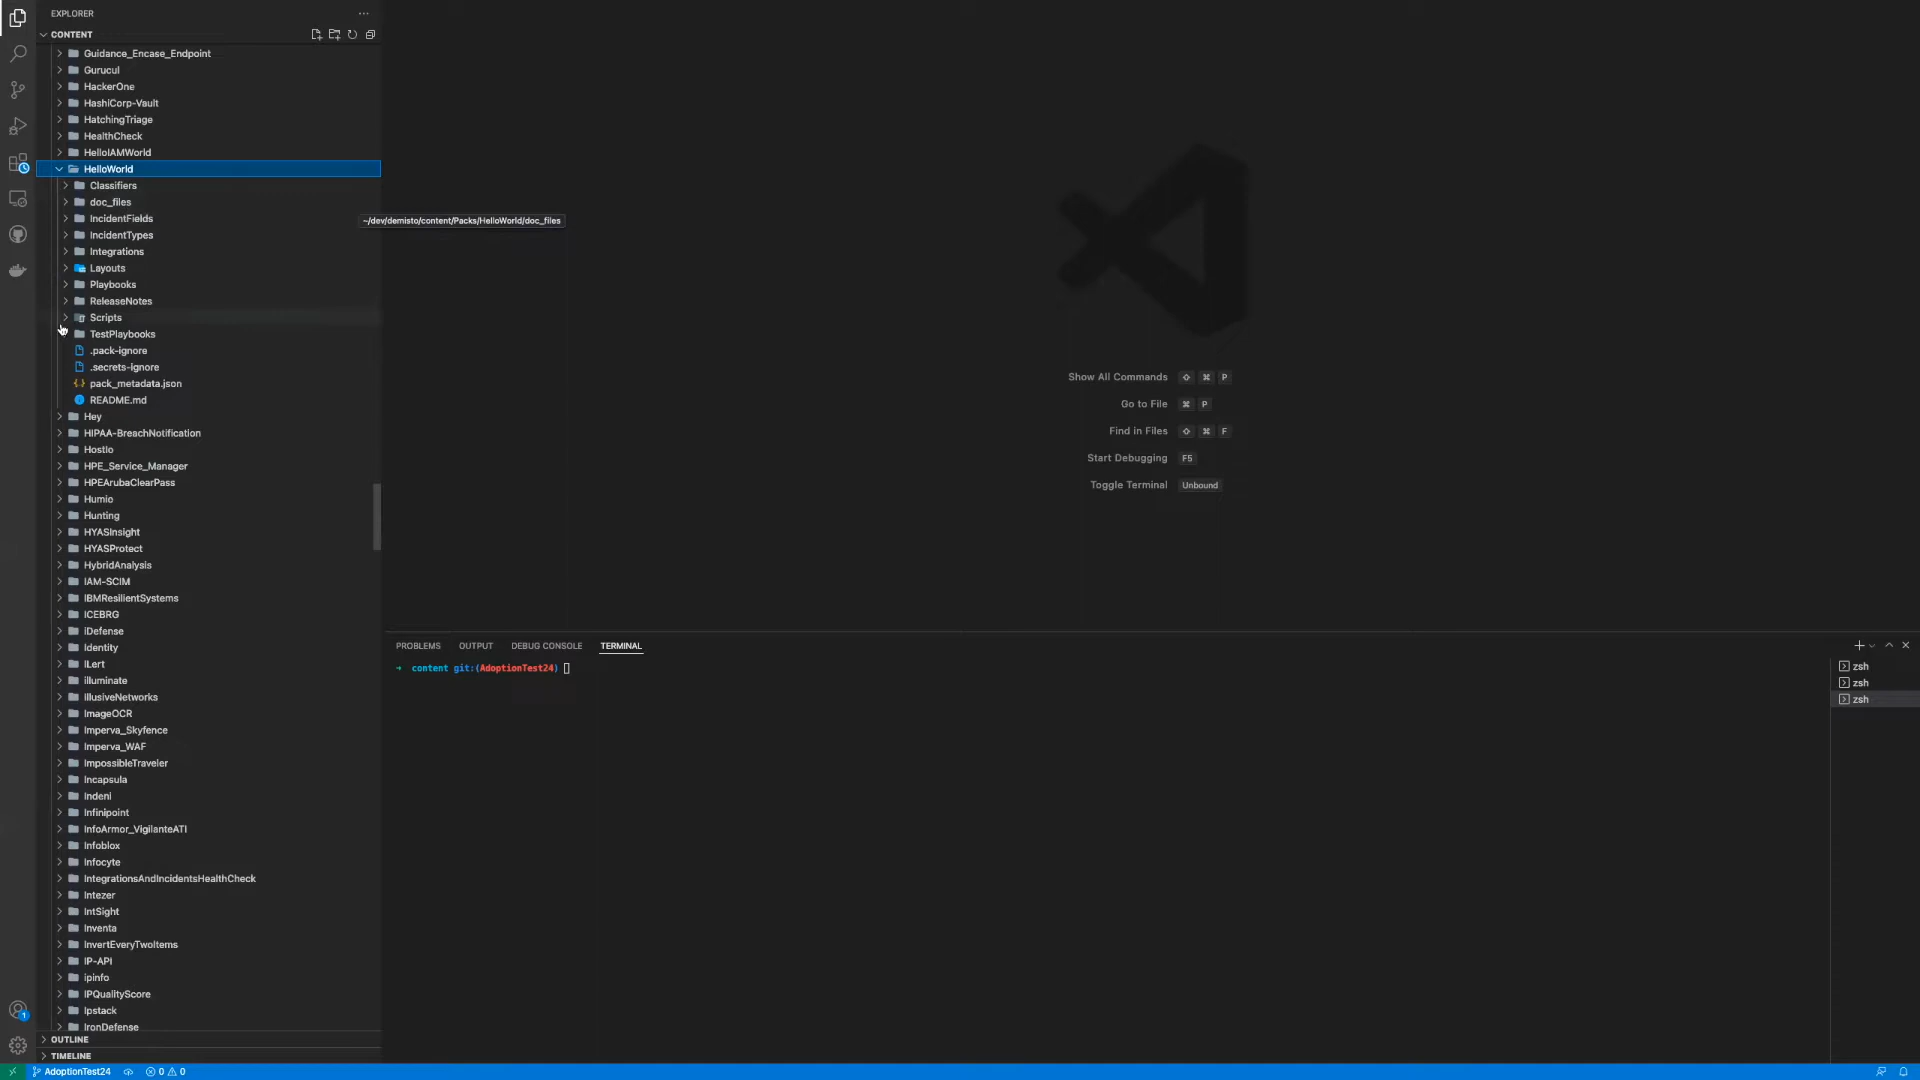 EXPLORER
CONTENT
Guidance_Encase_Endpoint
Gurucul
HackerOne
HashiCorp-Vault
HatchingTriage
HealthCheck
HelloIAMWorld
HelloWorld
Classifiers
doc_files
IncidentFields
~/dev/demisto/content/Packs/HelloWorld/doc_files
IncidentTypes
Integrations
Layouts
Playbooks
ReleaseNotes
Scripts
TestPlaybooks
.pack-ignore
.secrets-ignore
pack_metadata.json
README.md
Hey
HIPAA-BreachNotification
HostIo
HPE_Service_Manager
HPEArubaClearPass
Humio
Hunting
HYASInsight
HYASProtect
HybridAnalysis
IAM-SCIM
IBMResilientSystems
ICEBRG
iDefense
Identity
iLert
illuminate
IllusiveNetworks
ImageOCR
Imperva_Skyfence
Imperva_WAF
ImpossibleTraveler
Incapsula
Indeni
Infinipoint
InfoArmor_VigilanteATI
Infoblox
Infocyte
IntegrationsAndIncidentsHealthCheck
Intezer
IntSight
Inventa
InvertEveryTwoItems
IP-API
ipinfo
IPQualityScore
Ipstack
IronDefense
OUTLINE
TIMELINE
Show All Commands ⇧ ⌘ P
Go to File ⌘ P
Find in Files ⇧ ⌘ F
Start Debugging F5
Toggle Terminal Unbound
PROBLEMS OUTPUT DEBUG CONSOLE TERMINAL
→ content git:(AdoptionTest24)
zsh
zsh
zsh
1
AdoptionTest24 0 0